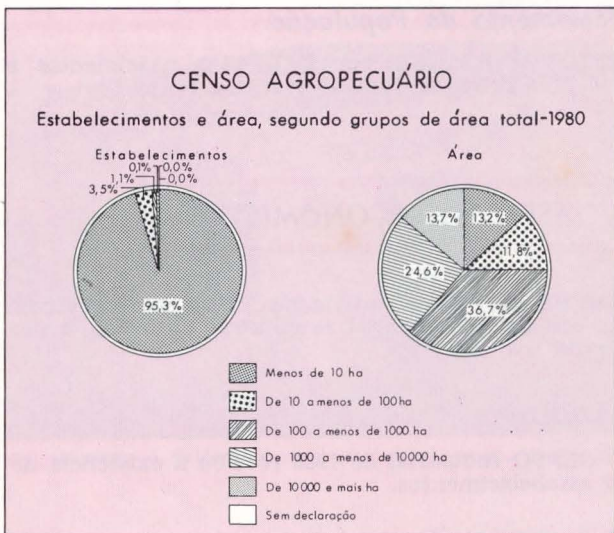 CENSO AGROPECUÁRIO
Estabelecimentos e área, segundo grupos de área total-1980
Estabelecimentos
0,1% 0,0%
1,1% 0,0%
3,5%
95,3%
Área
13,7% 13,2%
11,8%
24,6%
36,7%
Menos de 10 ha
De 10 a menos de 100 ha
De 100 a menos de 1000 ha
De 1000 a menos de 10000 ha
De 10 000 e mais ha
Sem declaração